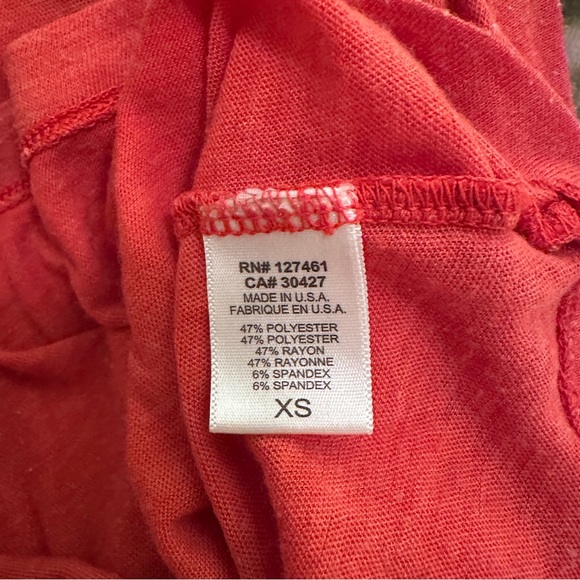 RN# 127461
CA# 30427
MADE IN U.S.A.
FABRIQUE EN U.S.A.
47% POLYESTER
47% POLYESTER
47% RAYON
47% RAYONNE
6% SPANDEX
6% SPANDEX
XS